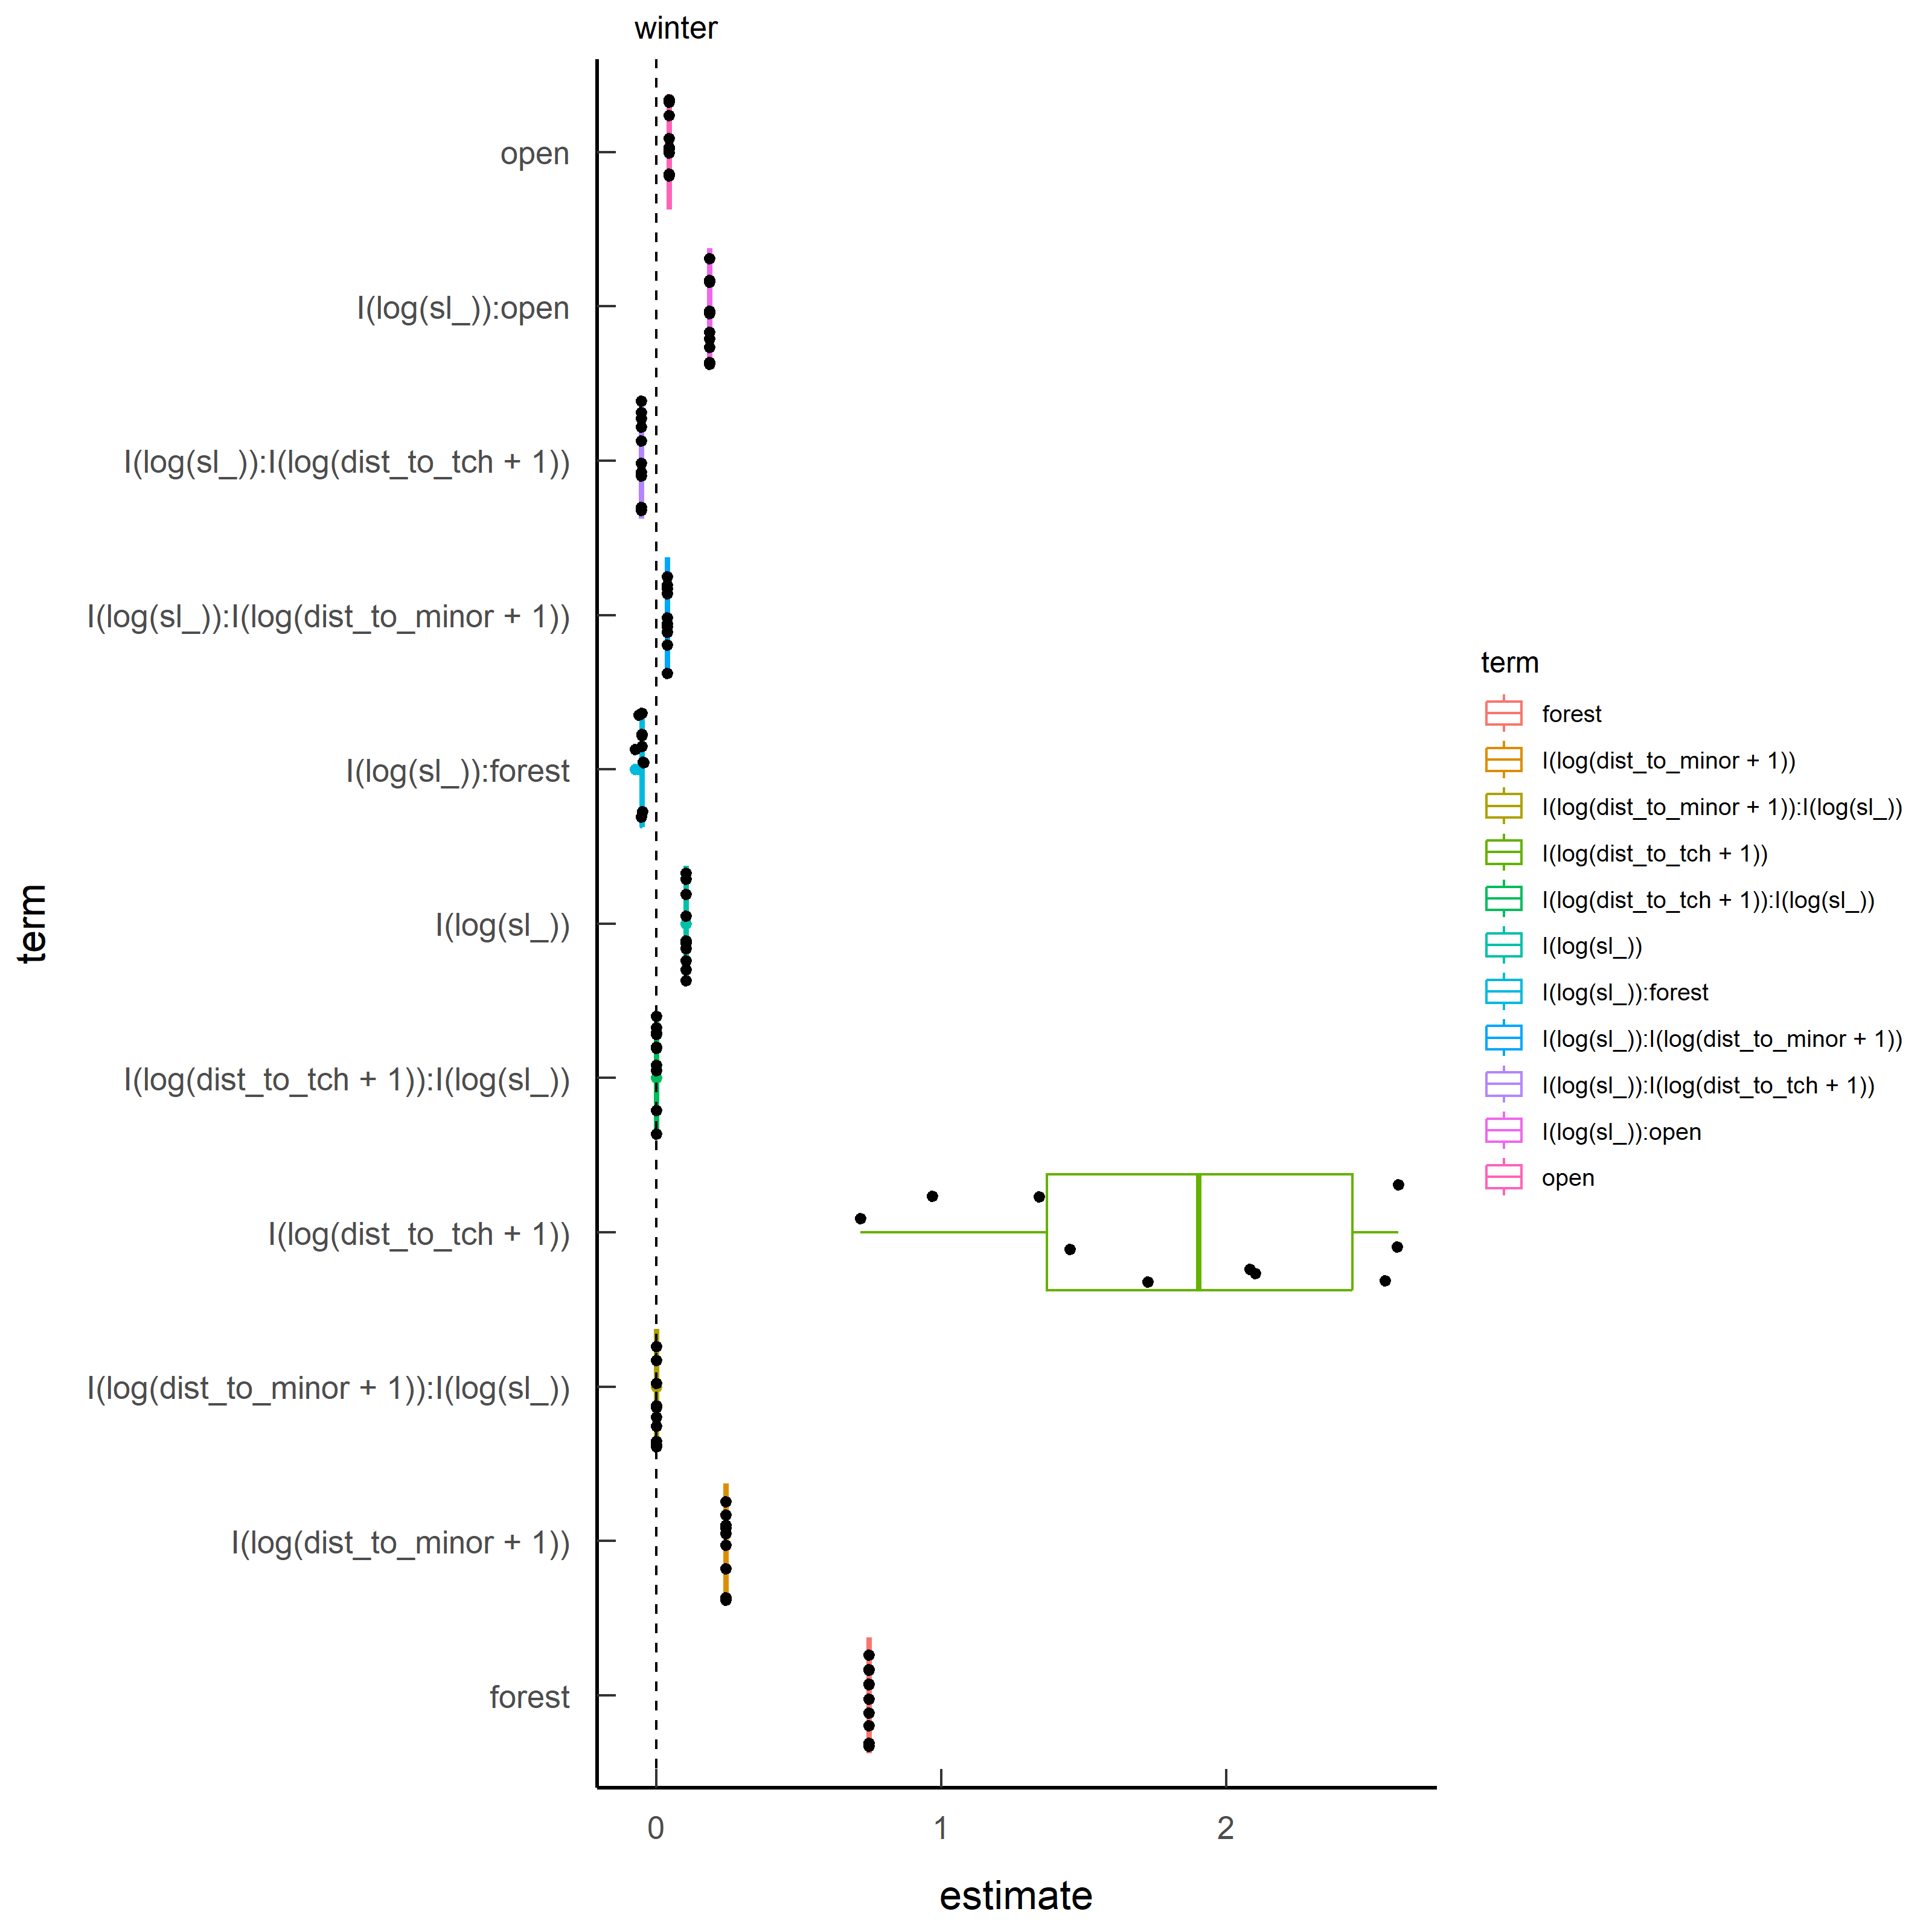 winter
open
I(log(sl_)):open
I(log(sl_)):I(log(dist_to_tch + 1))
I(log(sl_)):I(log(dist_to_minor + 1))
I(log(sl_)):forest
I(log(sl_))
I(log(dist_to_tch + 1)):I(log(sl_))
I(log(dist_to_tch + 1))
I(log(dist_to_minor + 1)):I(log(sl_))
I(log(dist_to_minor + 1))
forest
term
0 1 2
estimate
term
forest
I(log(dist_to_minor + 1))
I(log(dist_to_minor + 1)):I(log(sl_))
I(log(dist_to_tch + 1))
I(log(dist_to_tch + 1)):I(log(sl_))
I(log(sl_))
I(log(sl_)):forest
I(log(sl_)):I(log(dist_to_minor + 1))
I(log(sl_)):I(log(dist_to_tch + 1))
I(log(sl_)):open
open